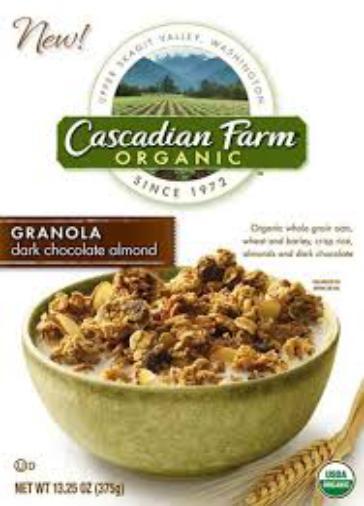 New!
UPPER SKAGIT VALLEY, WASHINGTON
Cascadian Farm
ORGANIC
SINCE 1972
GRANOLA
dark chocolate almond
Organic whole grain oats,
wheat and barley, crisp rice,
almonds and dark chocolate
U D
NET WT 13.25 OZ (375g)
USDA
ORGANIC